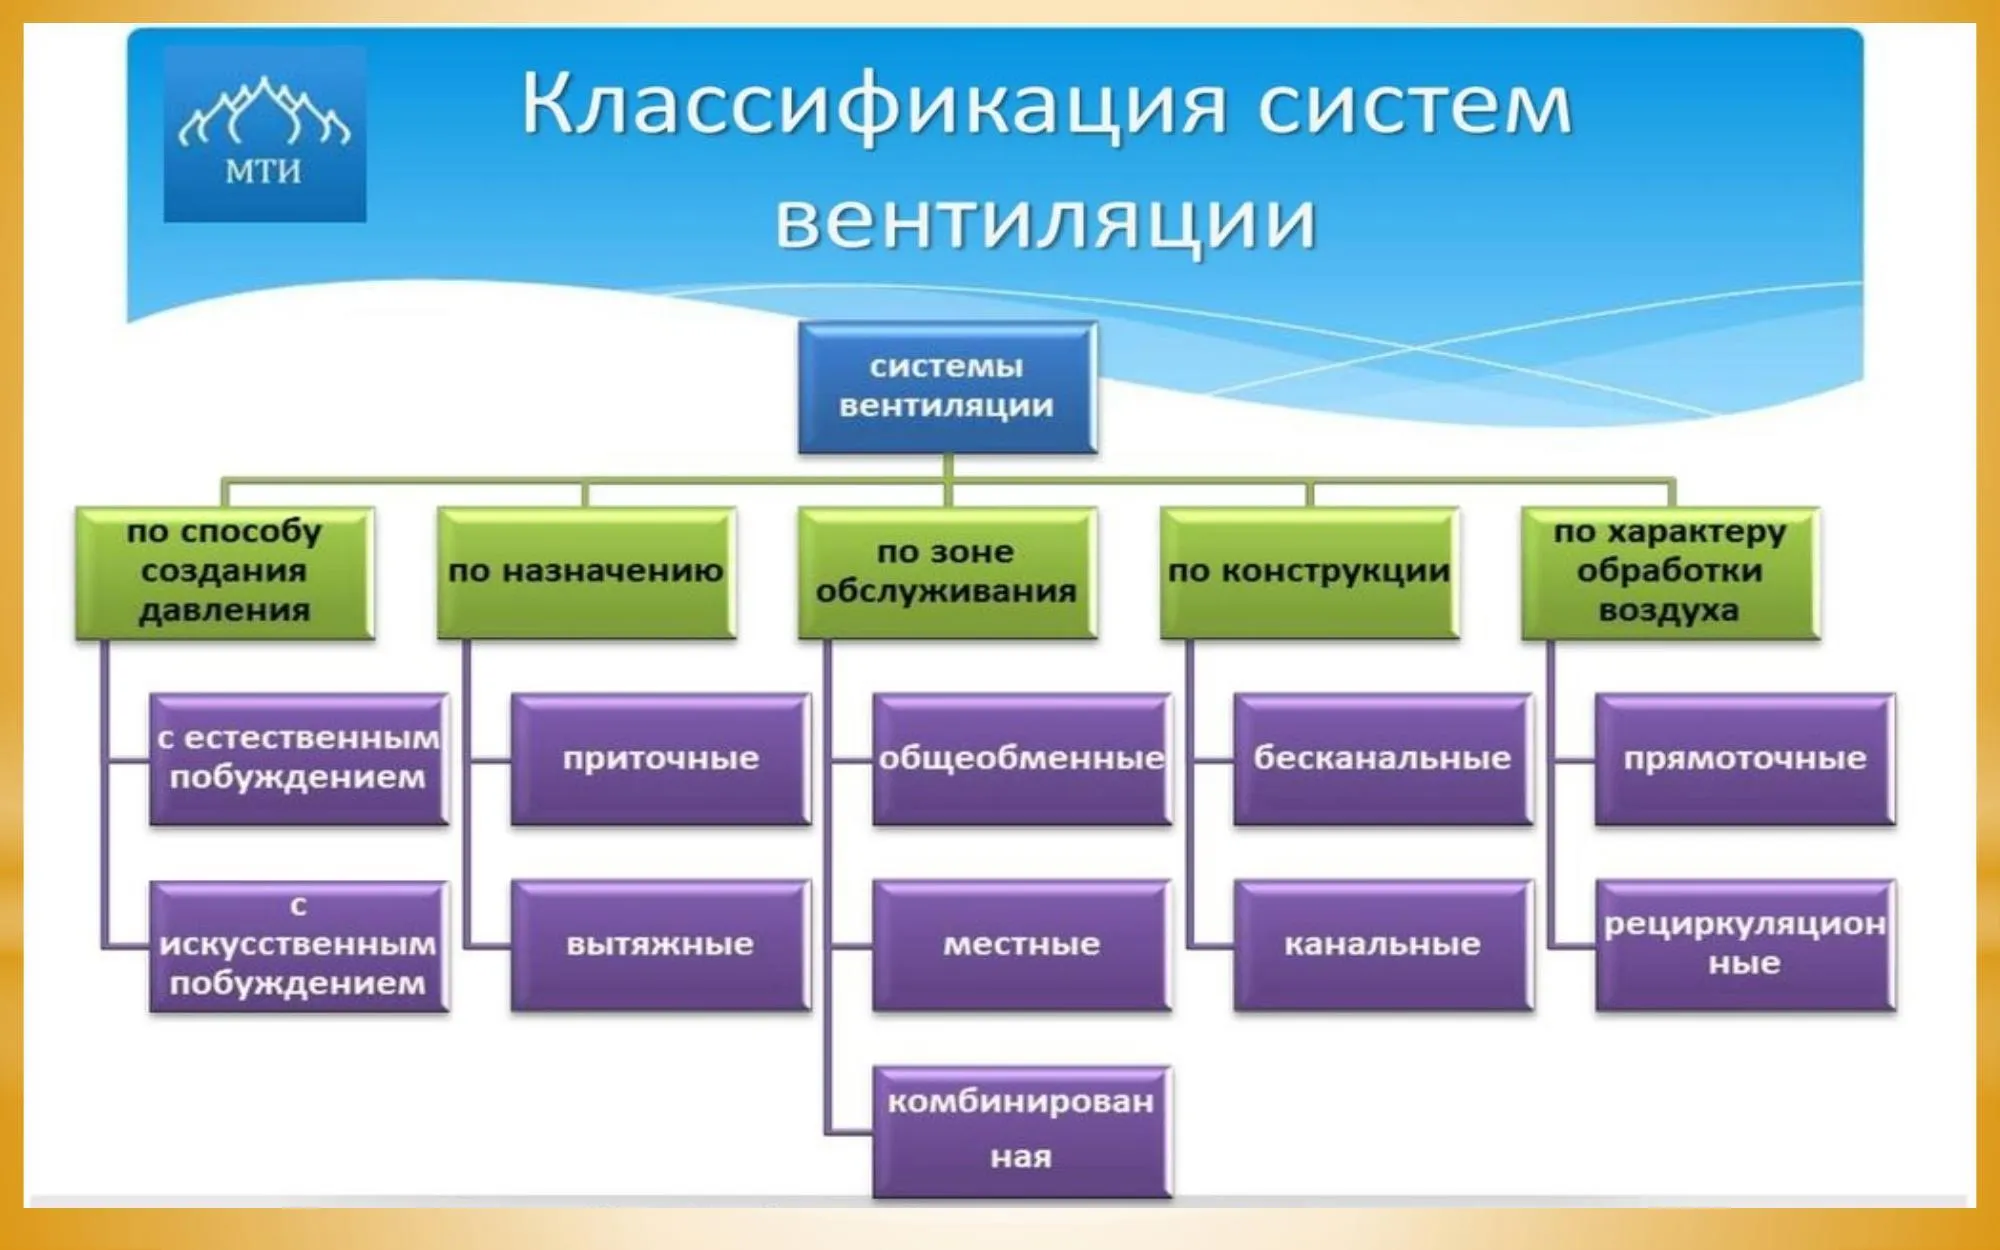 МТИ
Классификация систем
вентиляции
системы
вентиляции
по способу
создания
давления
по назначению
по зоне
обслуживания
по конструкции
по характеру
обработки
воздуха
с естественным
побуждением
приточные
общеобменные
бесканальные
прямоточные
с
искусственным
побуждением
вытяжные
местные
канальные
рециркуляцион
ные
комбинирован
ная